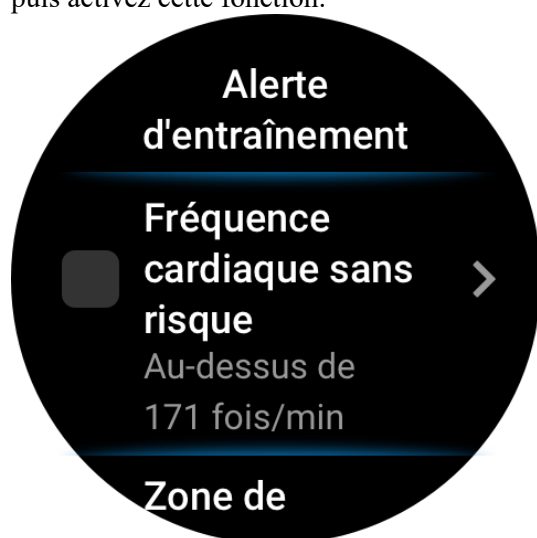 puis activez cette fonction.
Alerte
d'entraînement
Fréquence
cardiaque sans
risque
Au-dessus de
171 fois/min
Zone de